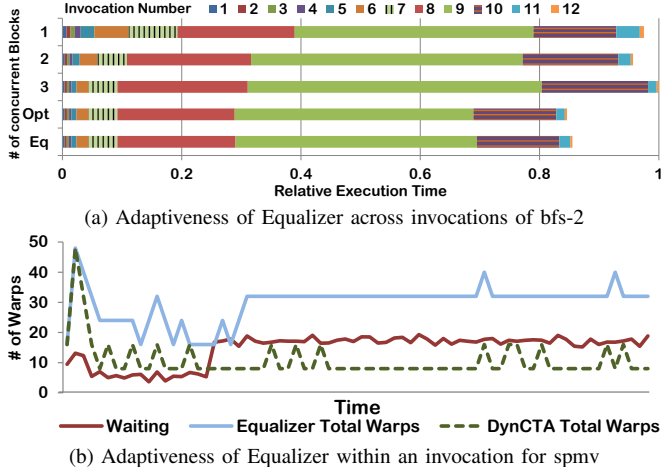 Invocation Number 1 2 3 4 5 6 7 8 9 10 11 12
# of concurrent Blocks
1
2
3
Opt
Eq
0 0.2 0.4 0.6 0.8 1
Relative Execution Time
(a) Adaptiveness of Equalizer across invocations of bfs-2
# of Warps
50
40
30
20
10
0
Time
Waiting Equalizer Total Warps DynCTA Total Warps
(b) Adaptiveness of Equalizer within an invocation for spmv